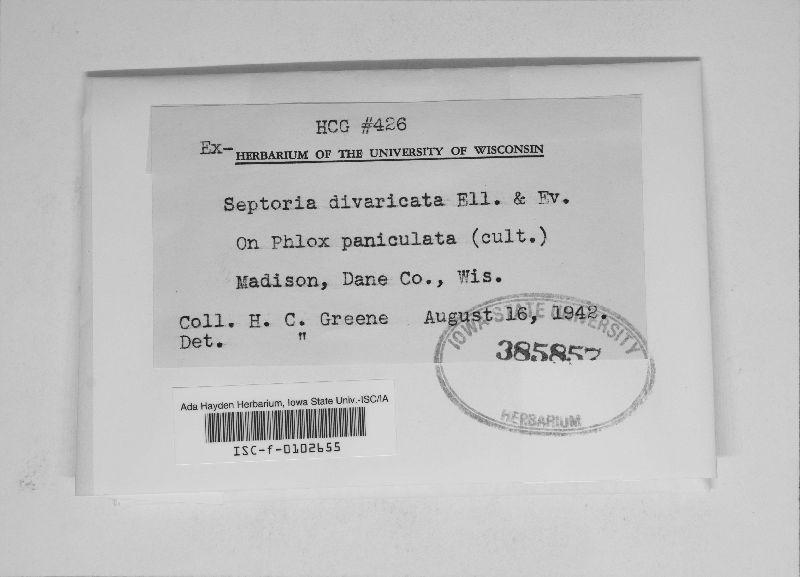 HCG #426
Ex- HERBARIUM OF THE UNIVERSITY OF WISCONSIN
Septoria divaricata Ell. & Ev.
On Phlox paniculata (cult.)
Madison, Dane Co., Wis.
Coll. H. C. Greene August 16, 1942.
Det. "
IOWA STATE UNIVERSITY
385857
HERBARIUM
Ada Hayden Herbarium, Iowa State Univ.-ISC/IA
ISC-f-0102655